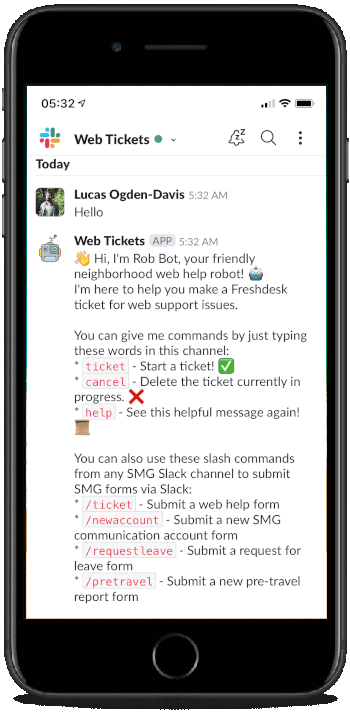 05:32
Web Tickets
Today
Lucas Ogden-Davis 5:32 AM
Hello
Web Tickets APP 5:32 AM
👋 Hi, I'm Rob Bot, your friendly
neighborhood web help robot! 🤖
I'm here to help you make a Freshdesk
ticket for web support issues.
You can give me commands by just typing
these words in this channel:
* ticket - Start a ticket! ✅
* cancel - Delete the ticket currently in
progress. ❌
* help - See this helpful message again!
📜
You can also use these slash commands
from any SMG Slack channel to submit
SMG forms via Slack:
* /ticket - Submit a web help form
* /newaccount - Submit a new SMG
communication account form
* /requestleave - Submit a request for
leave form
* /pretravel - Submit a new pre-travel
report form